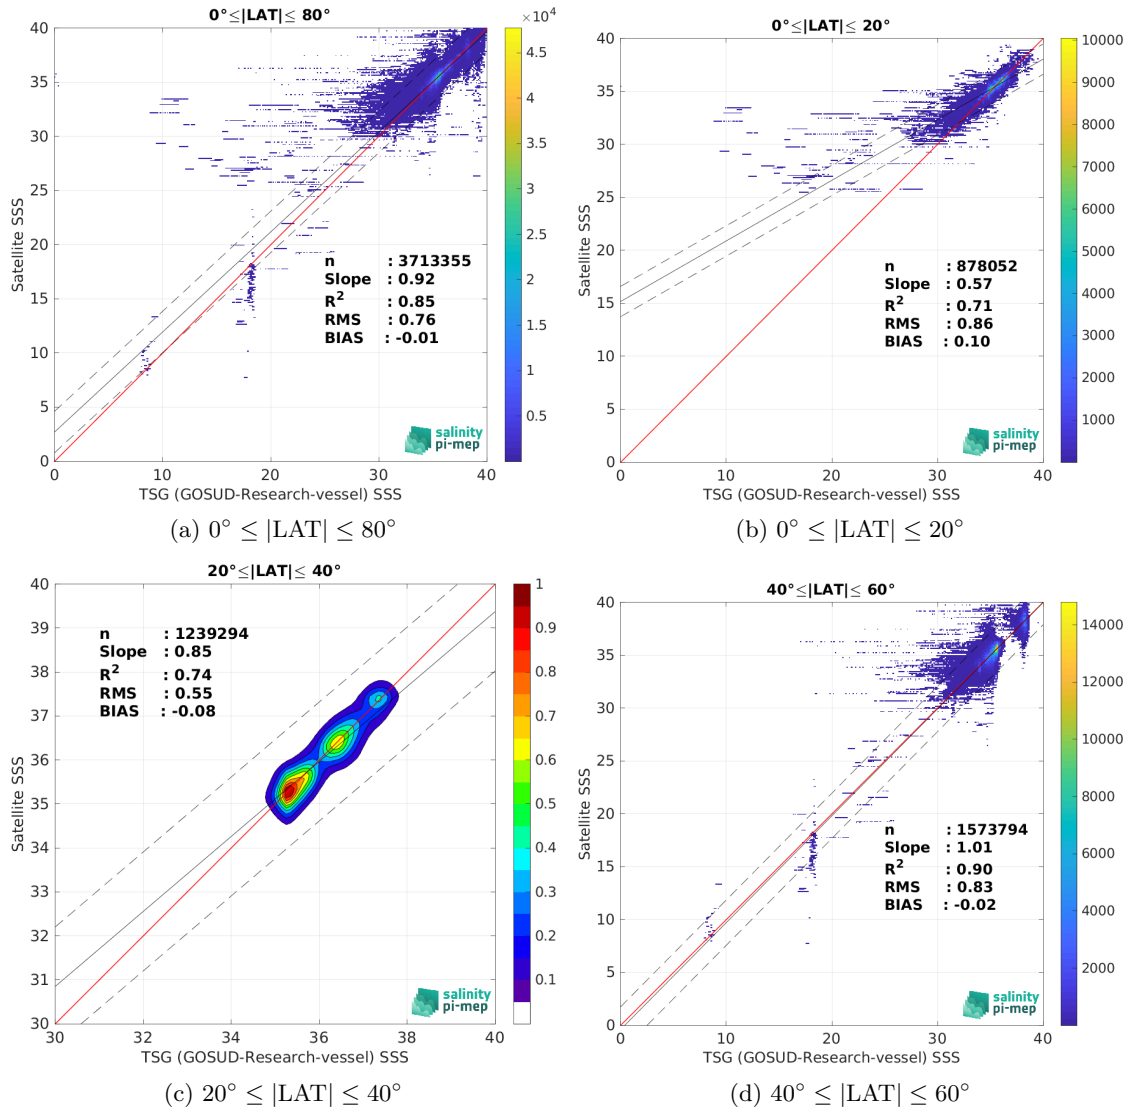 0°≤|LAT|≤ 80°
×10⁴
Satellite SSS
40
35
30
25
20
15
10
5
0
n : 3713355
Slope : 0.92
R² : 0.85
RMS : 0.76
BIAS : -0.01
salinity
pi-mep
0 10 20 30 40
TSG (GOSUD-Research-vessel) SSS
4.5
4
3.5
3
2.5
2
1.5
1
0.5
(a) 0° ≤ |LAT| ≤ 80°
0°≤|LAT|≤ 20°
Satellite SSS
40
35
30
25
20
15
10
5
0
n : 878052
Slope : 0.57
R² : 0.71
RMS : 0.86
BIAS : 0.10
salinity
pi-mep
0 10 20 30 40
TSG (GOSUD-Research-vessel) SSS
10000
9000
8000
7000
6000
5000
4000
3000
2000
1000
(b) 0° ≤ |LAT| ≤ 20°
20°≤|LAT|≤ 40°
Satellite SSS
40
39
38
37
36
35
34
33
32
31
30
n : 1239294
Slope : 0.85
R² : 0.74
RMS : 0.55
BIAS : -0.08
salinity
pi-mep
30 32 34 36 38 40
TSG (GOSUD-Research-vessel) SSS
1
0.9
0.8
0.7
0.6
0.5
0.4
0.3
0.2
0.1
(c) 20° ≤ |LAT| ≤ 40°
40°≤|LAT|≤ 60°
Satellite SSS
40
35
30
25
20
15
10
5
0
n : 1573794
Slope : 1.01
R² : 0.90
RMS : 0.83
BIAS : -0.02
salinity
pi-mep
0 10 20 30 40
TSG (GOSUD-Research-vessel) SSS
14000
12000
10000
8000
6000
4000
2000
(d) 40° ≤ |LAT| ≤ 60°